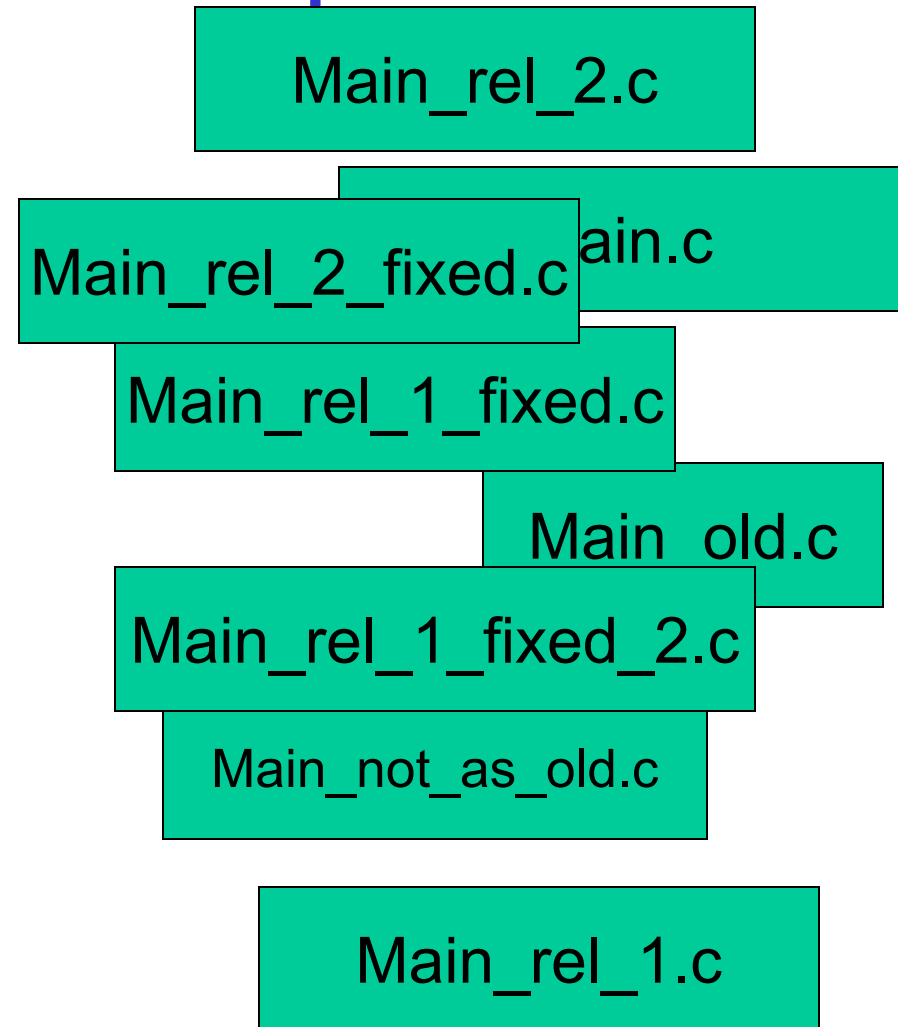 Main_rel_2.c
ain.c
Main_rel_2_fixed.c
Main_rel_1_fixed.c
Main_old.c
Main_rel_1_fixed_2.c
Main_not_as_old.c
Main_rel_1.c